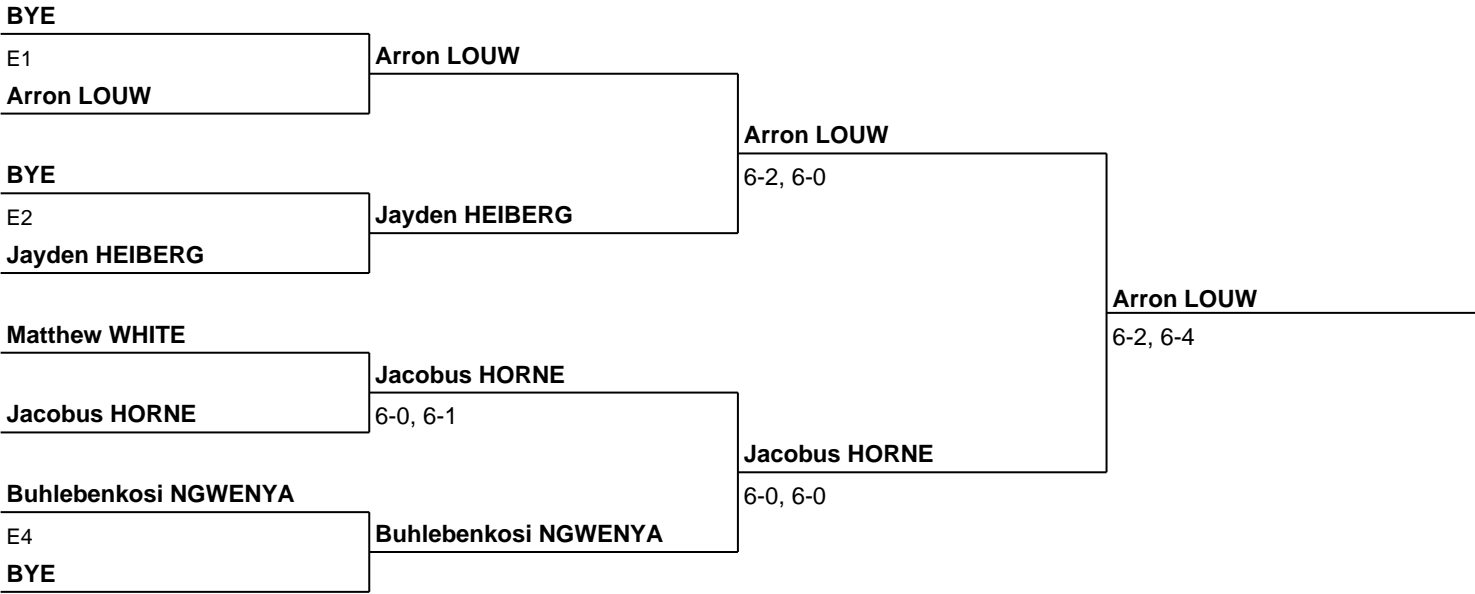 BYE
E1
Arron LOUW
Arron LOUW
BYE
E2
Jayden HEIBERG
Jayden HEIBERG
Arron LOUW
6-2, 6-0
Matthew WHITE
Jacobus HORNE
Jacobus HORNE
6-0, 6-1
Buhlebenkosi NGWENYA
E4
BYE
Buhlebenkosi NGWENYA
Jacobus HORNE
6-0, 6-0
Arron LOUW
6-2, 6-4